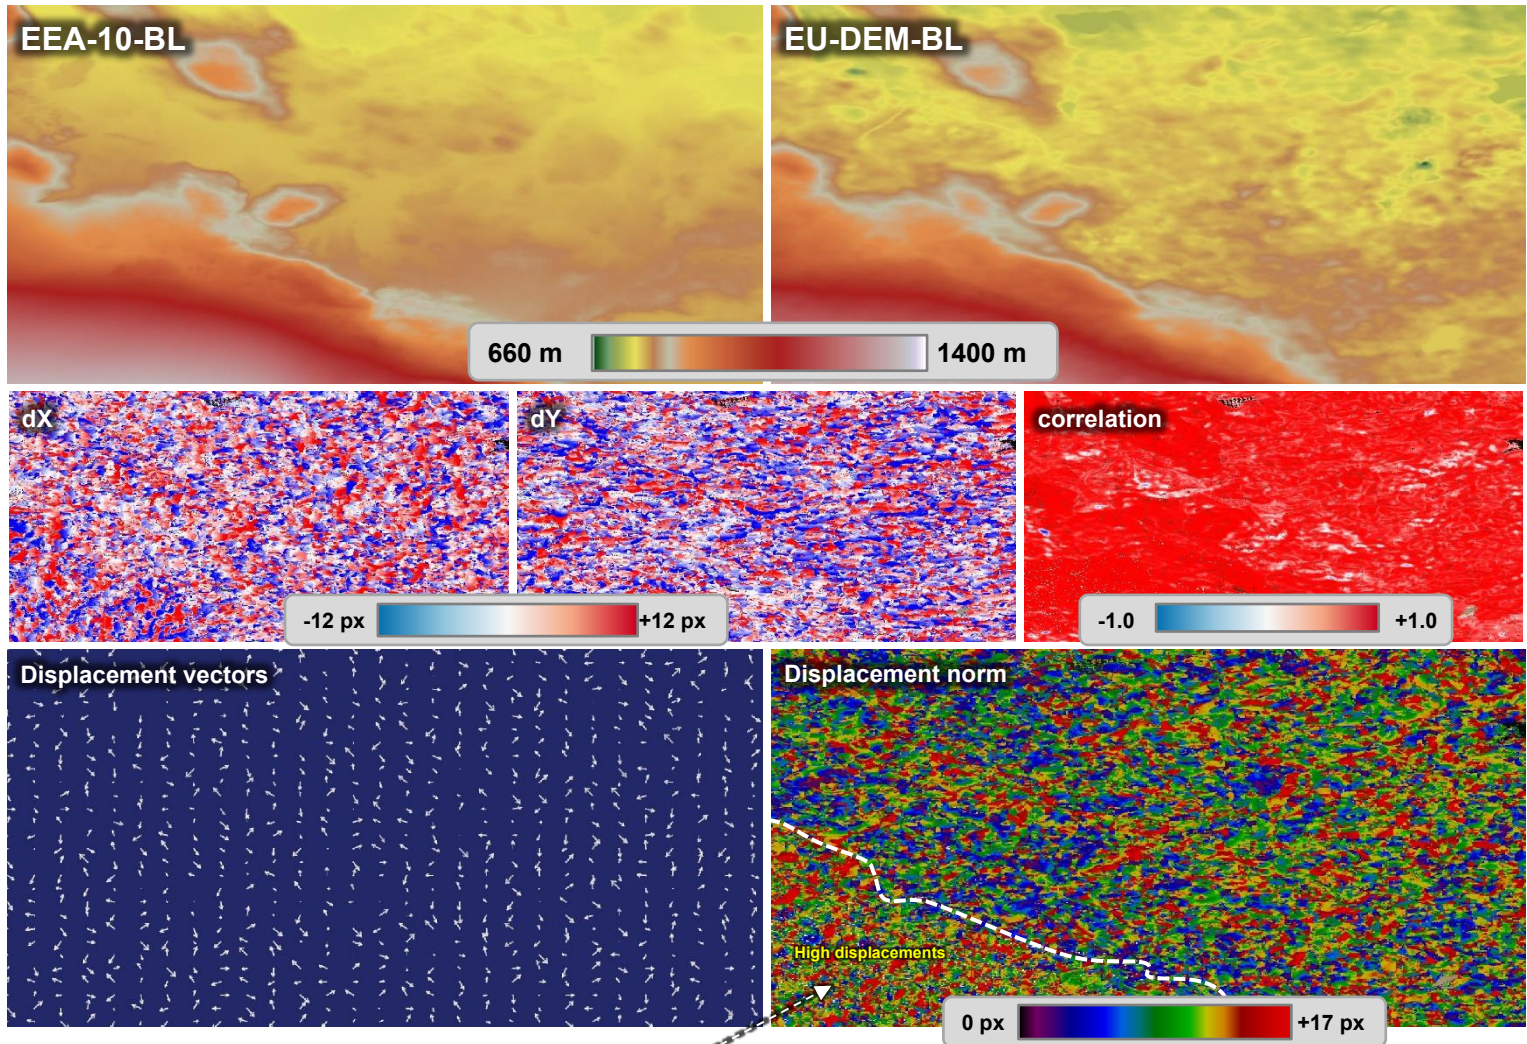 EEA-10-BL
EU-DEM-BL
660 m
1400 m
dX
dY
correlation
-12 px
+12 px
-1.0
+1.0
Displacement vectors
Displacement norm
High displacements
0 px
+17 px